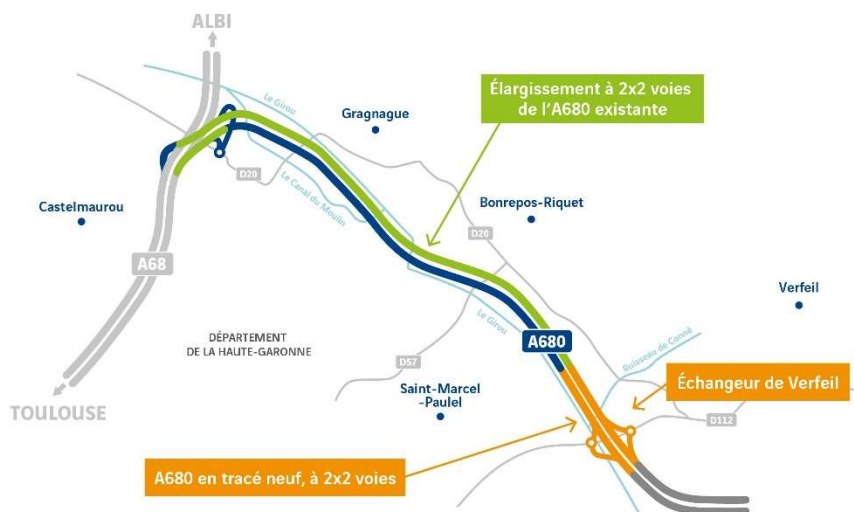 ALBI
Le Girou
Gragnague
Élargissement à 2x2 voies
de l'A680 existante
D20
Le Canal du Moulin
Castelmaurou
Bonrepos-Riquet
D20
A68
Verfeil
Le Girou
DÉPARTEMENT
DE LA HAUTE-GARONNE
A680
Ruisseau de Conné
D57
Saint-Marcel
-Paulel
Échangeur de Verfeil
TOULOUSE
D112
A680 en tracé neuf, à 2x2 voies